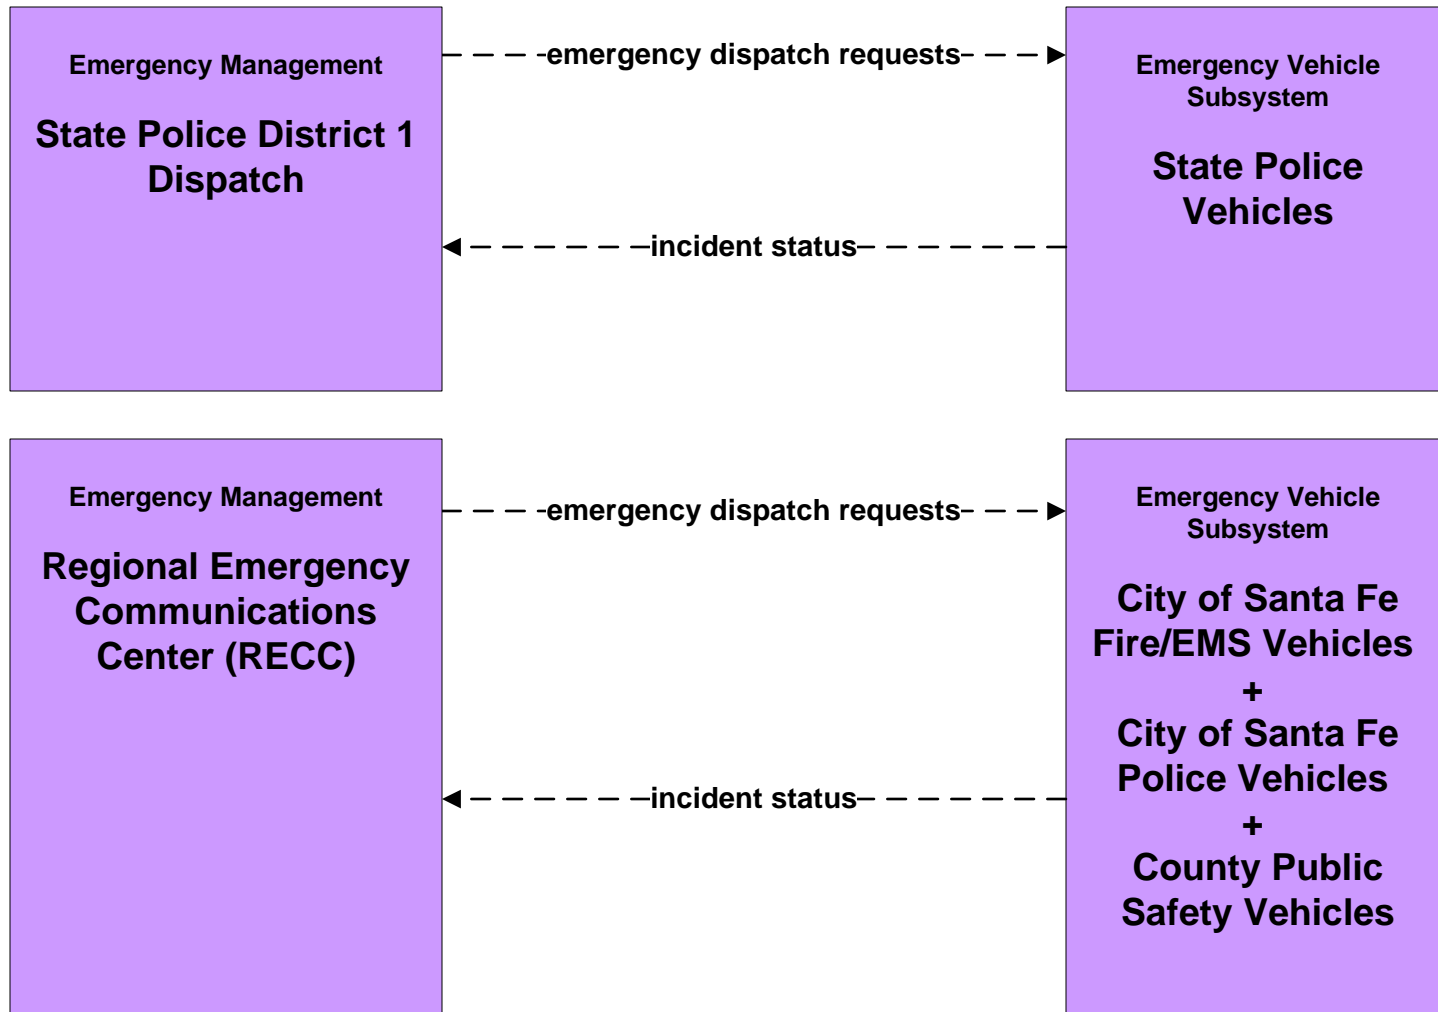 Emergency Management
State Police District 1
Dispatch
emergency dispatch requests
incident status
Emergency Vehicle
Subsystem
State Police
Vehicles
Emergency Management
Regional Emergency
Communications
Center (RECC)
emergency dispatch requests
incident status
Emergency Vehicle
Subsystem
City of Santa Fe
Fire/EMS Vehicles
+
City of Santa Fe
Police Vehicles
+
County Public
Safety Vehicles